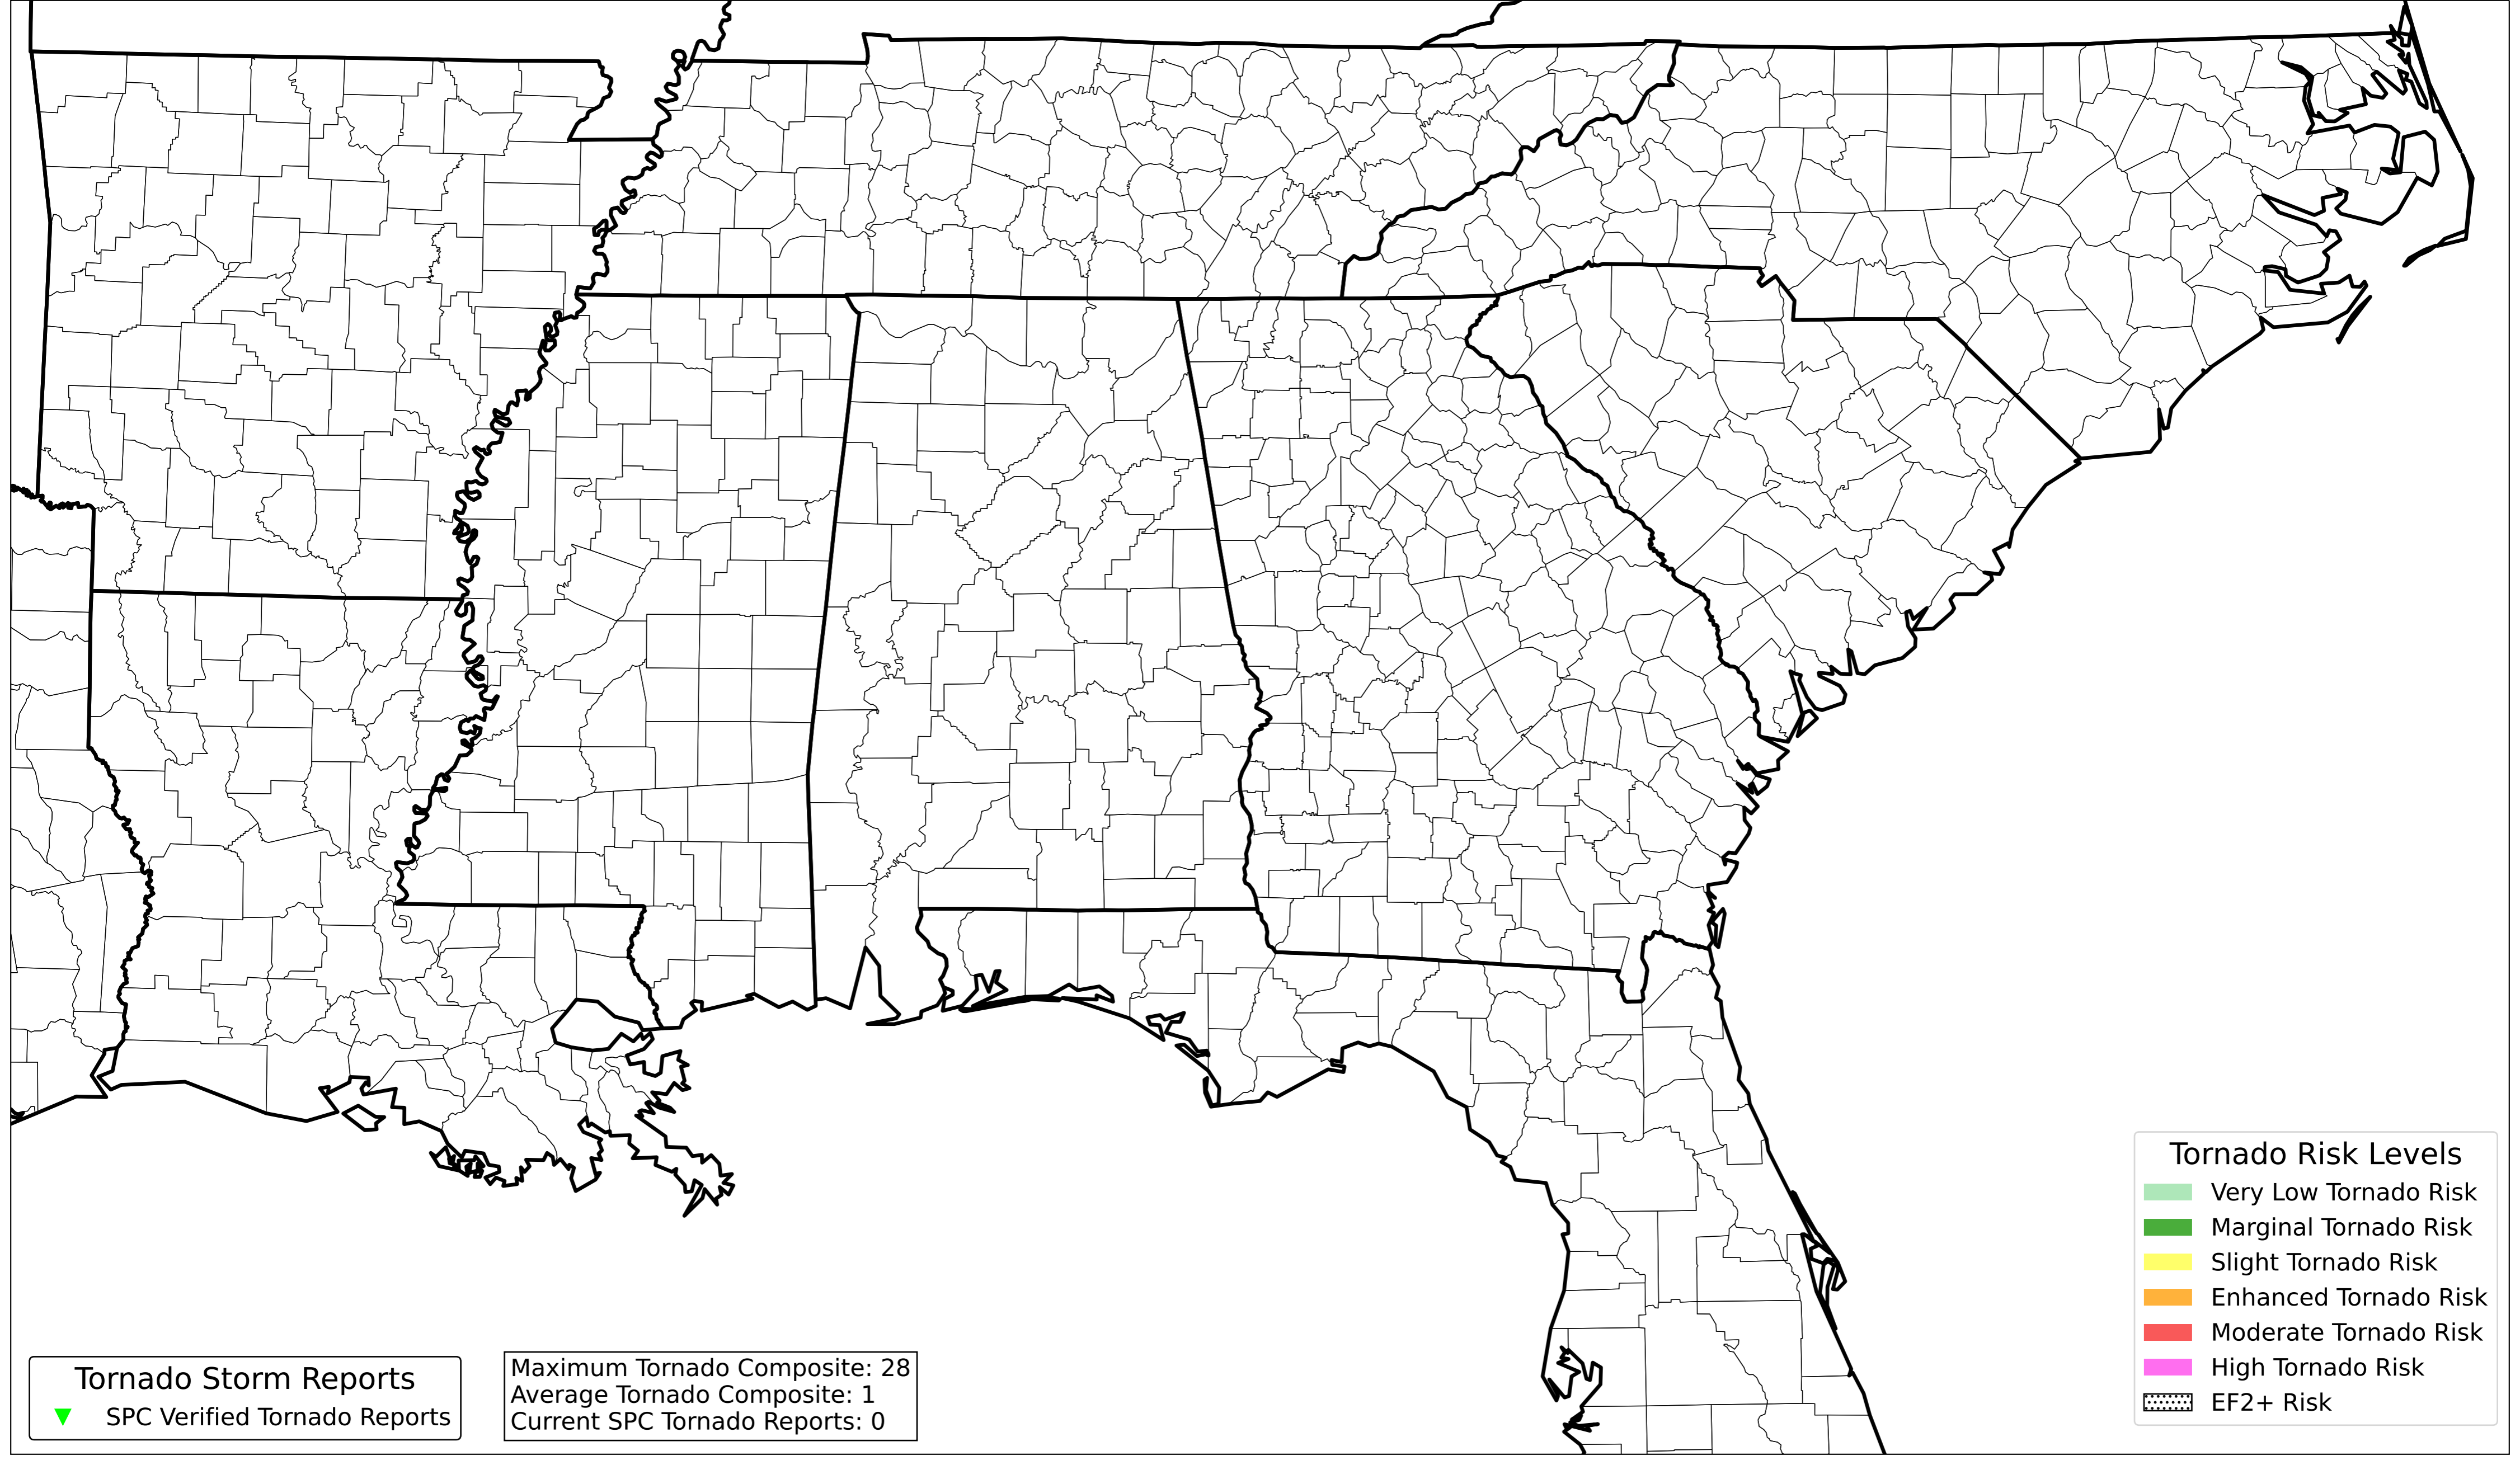 Tornado Risk Levels
Very Low Tornado Risk
Marginal Tornado Risk
Slight Tornado Risk
Enhanced Tornado Risk
Moderate Tornado Risk
High Tornado Risk
EF2+ Risk
Tornado Storm Reports
SPC Verified Tornado Reports
Maximum Tornado Composite: 28
Average Tornado Composite: 1
Current SPC Tornado Reports: 0